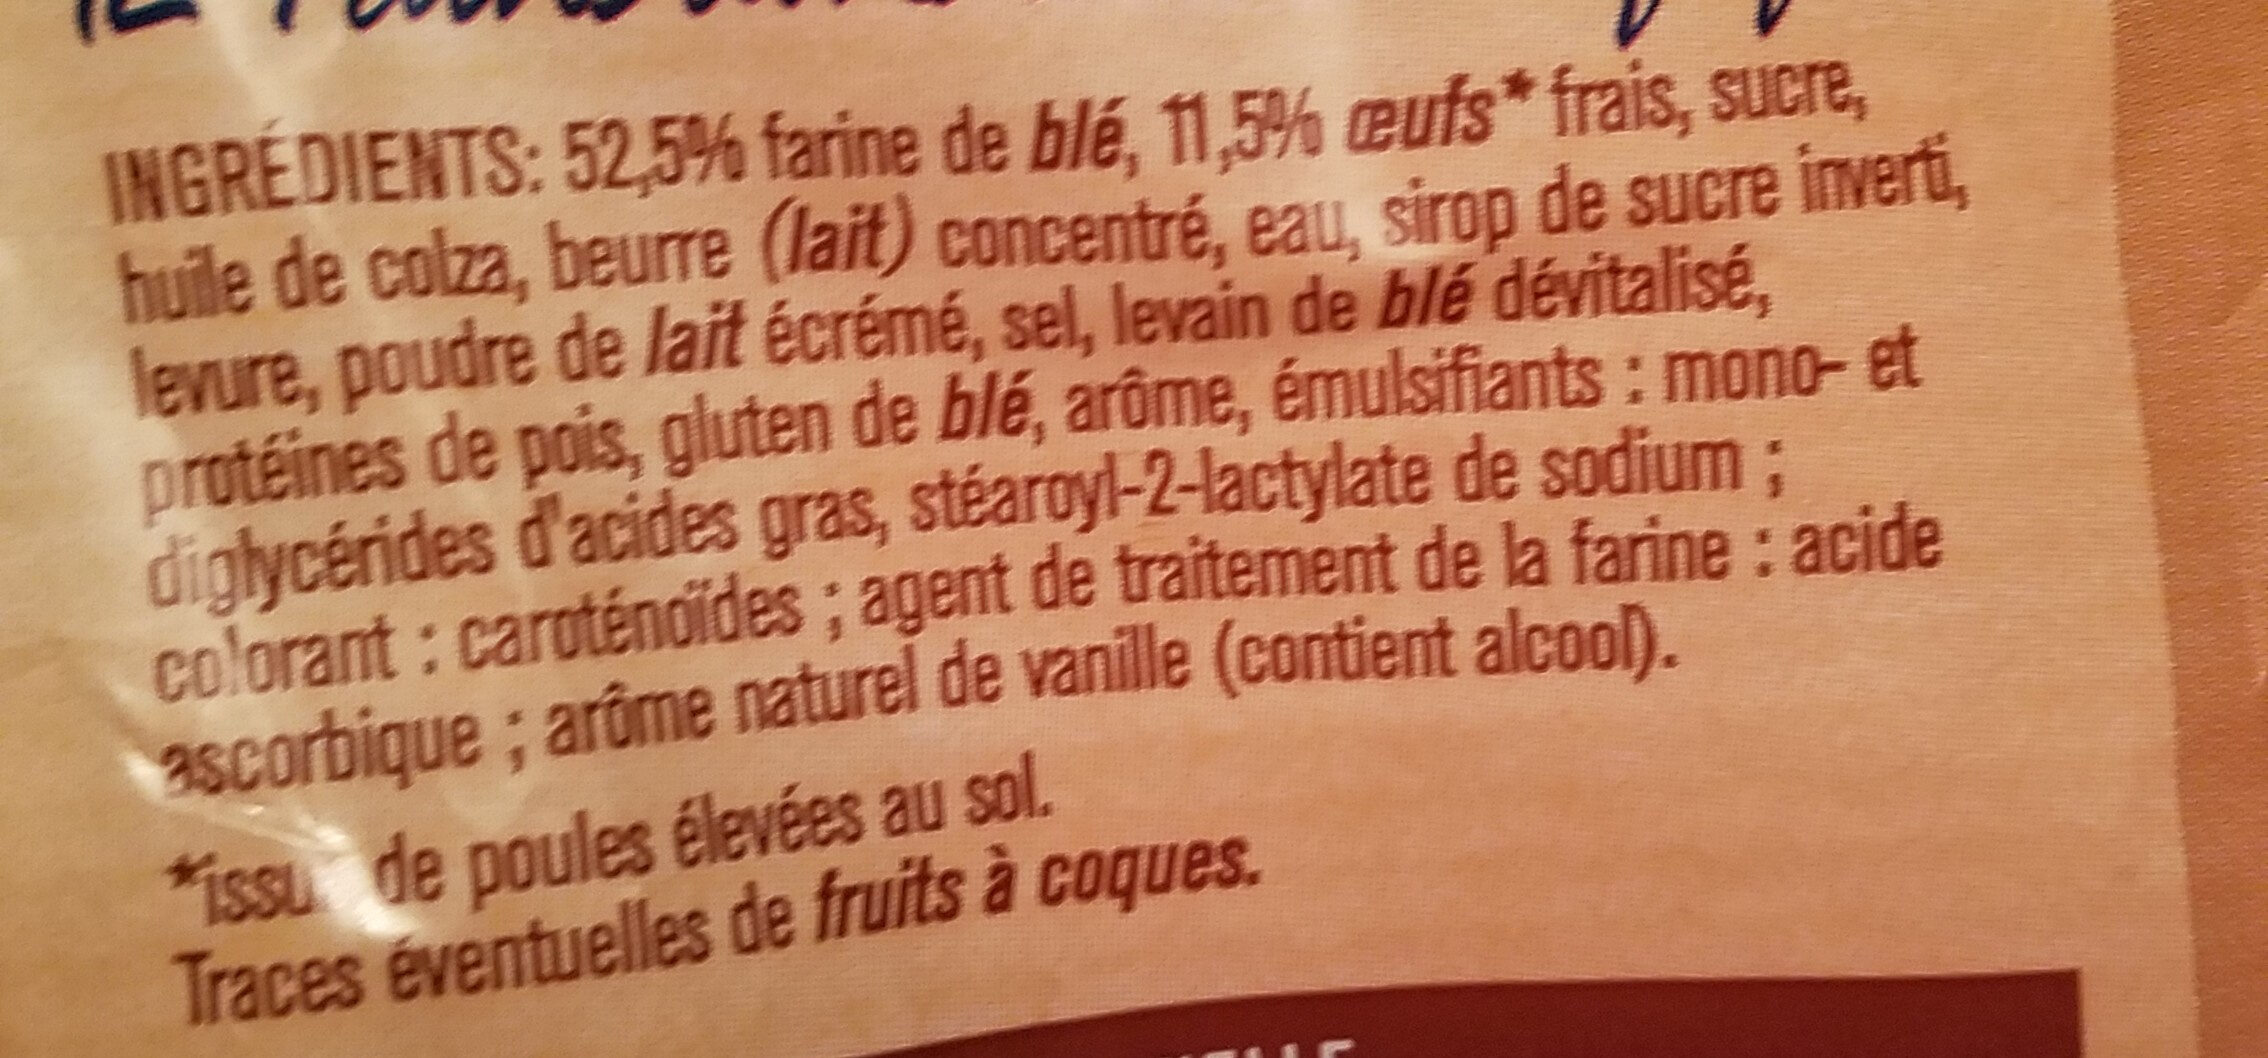 INGRÉDIENTS: 52,5% farine de blé, 11,5% œufs* frais, sucre,
huile de colza, beurre (lait) concentré, eau, sirop de sucre inverti,
levure, poudre de lait écrémé, sel, levain de blé dévitalisé,
protéines de pois, gluten de blé, arôme, émulsifiants : mono- et
diglycérides d'acides gras, stéaroyl-2-lactylate de sodium ;
colorant : caroténoïdes ; agent de traitement de la farine : acide
ascorbique ; arôme naturel de vanille (contient alcool).
*issus de poules élevées au sol.
Traces éventuelles de fruits à coques.